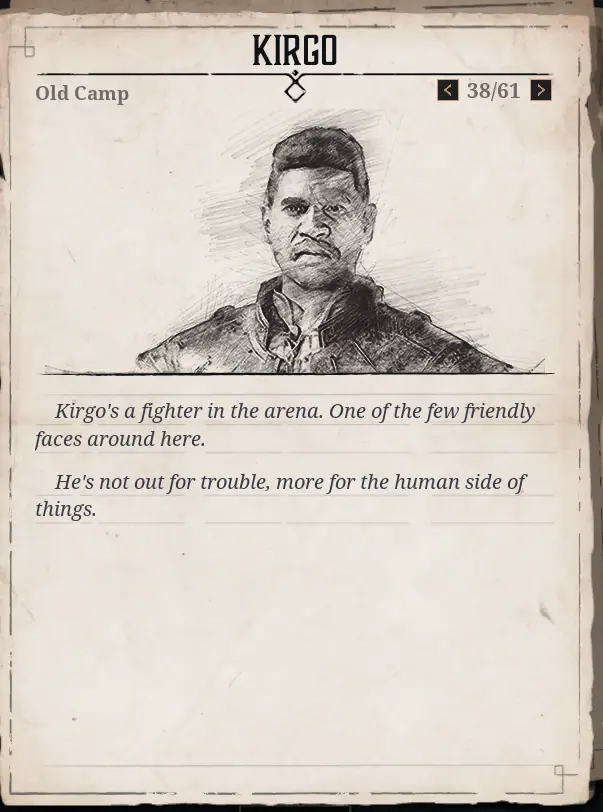 KIRGO
Old Camp
38/61
Kirgo's a fighter in the arena. One of the few friendly
faces around here.
He's not out for trouble, more for the human side of
things.